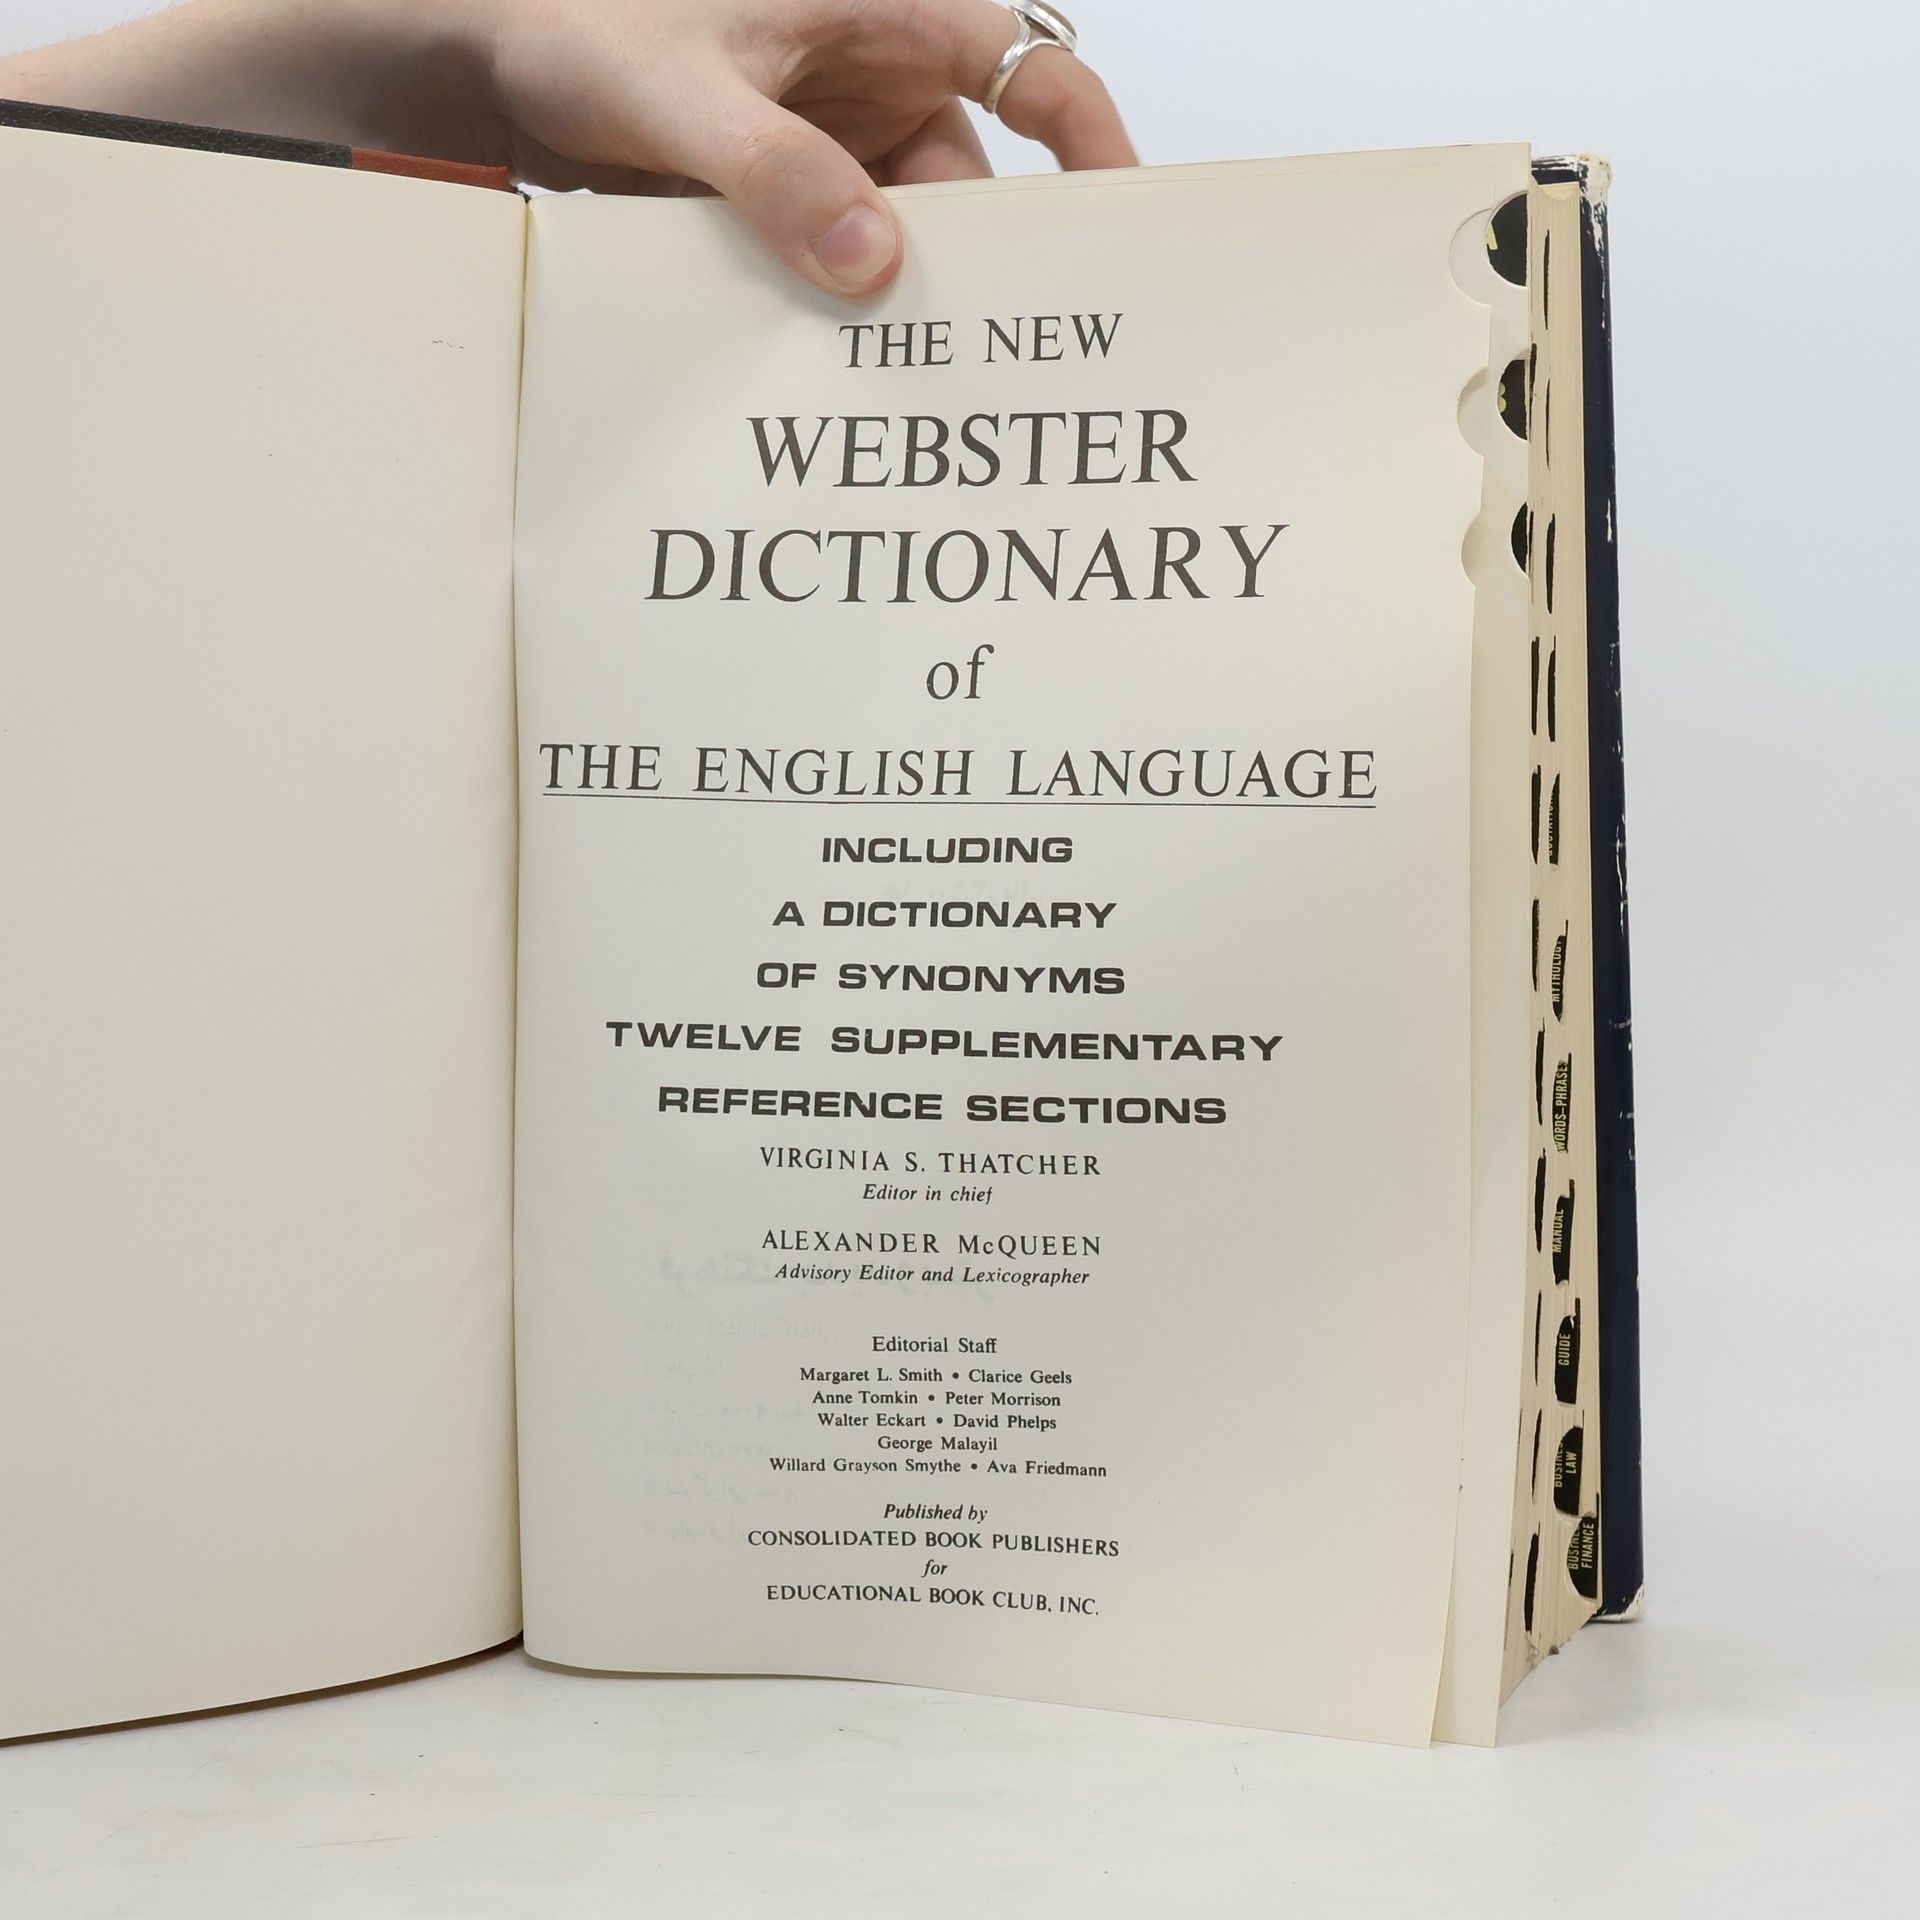 THE NEW
WEBSTER
DICTIONARY
of
THE ENGLISH LANGUAGE
INCLUDING
A DICTIONARY
OF SYNONYMS
TWELVE SUPPLEMENTARY
REFERENCE SECTIONS
VIRGINIA S. THATCHER
Editor in chief
ALEXANDER McQUEEN
Advisory Editor and Lexicographer
Editorial Staff
Margaret L. Smith • Clarice Geels
Anne Tomkin • Peter Morrison
Walter Eckart • David Phelps
George Malayil
Willard Grayson Smythe • Ava Friedmann
Published by
CONSOLIDATED BOOK PUBLISHERS
for
EDUCATIONAL BOOK CLUB, INC.
A
B
MYTHOLOGY
WORDS–PHRASES
MANUAL
GUIDE
LAW
FINANCE